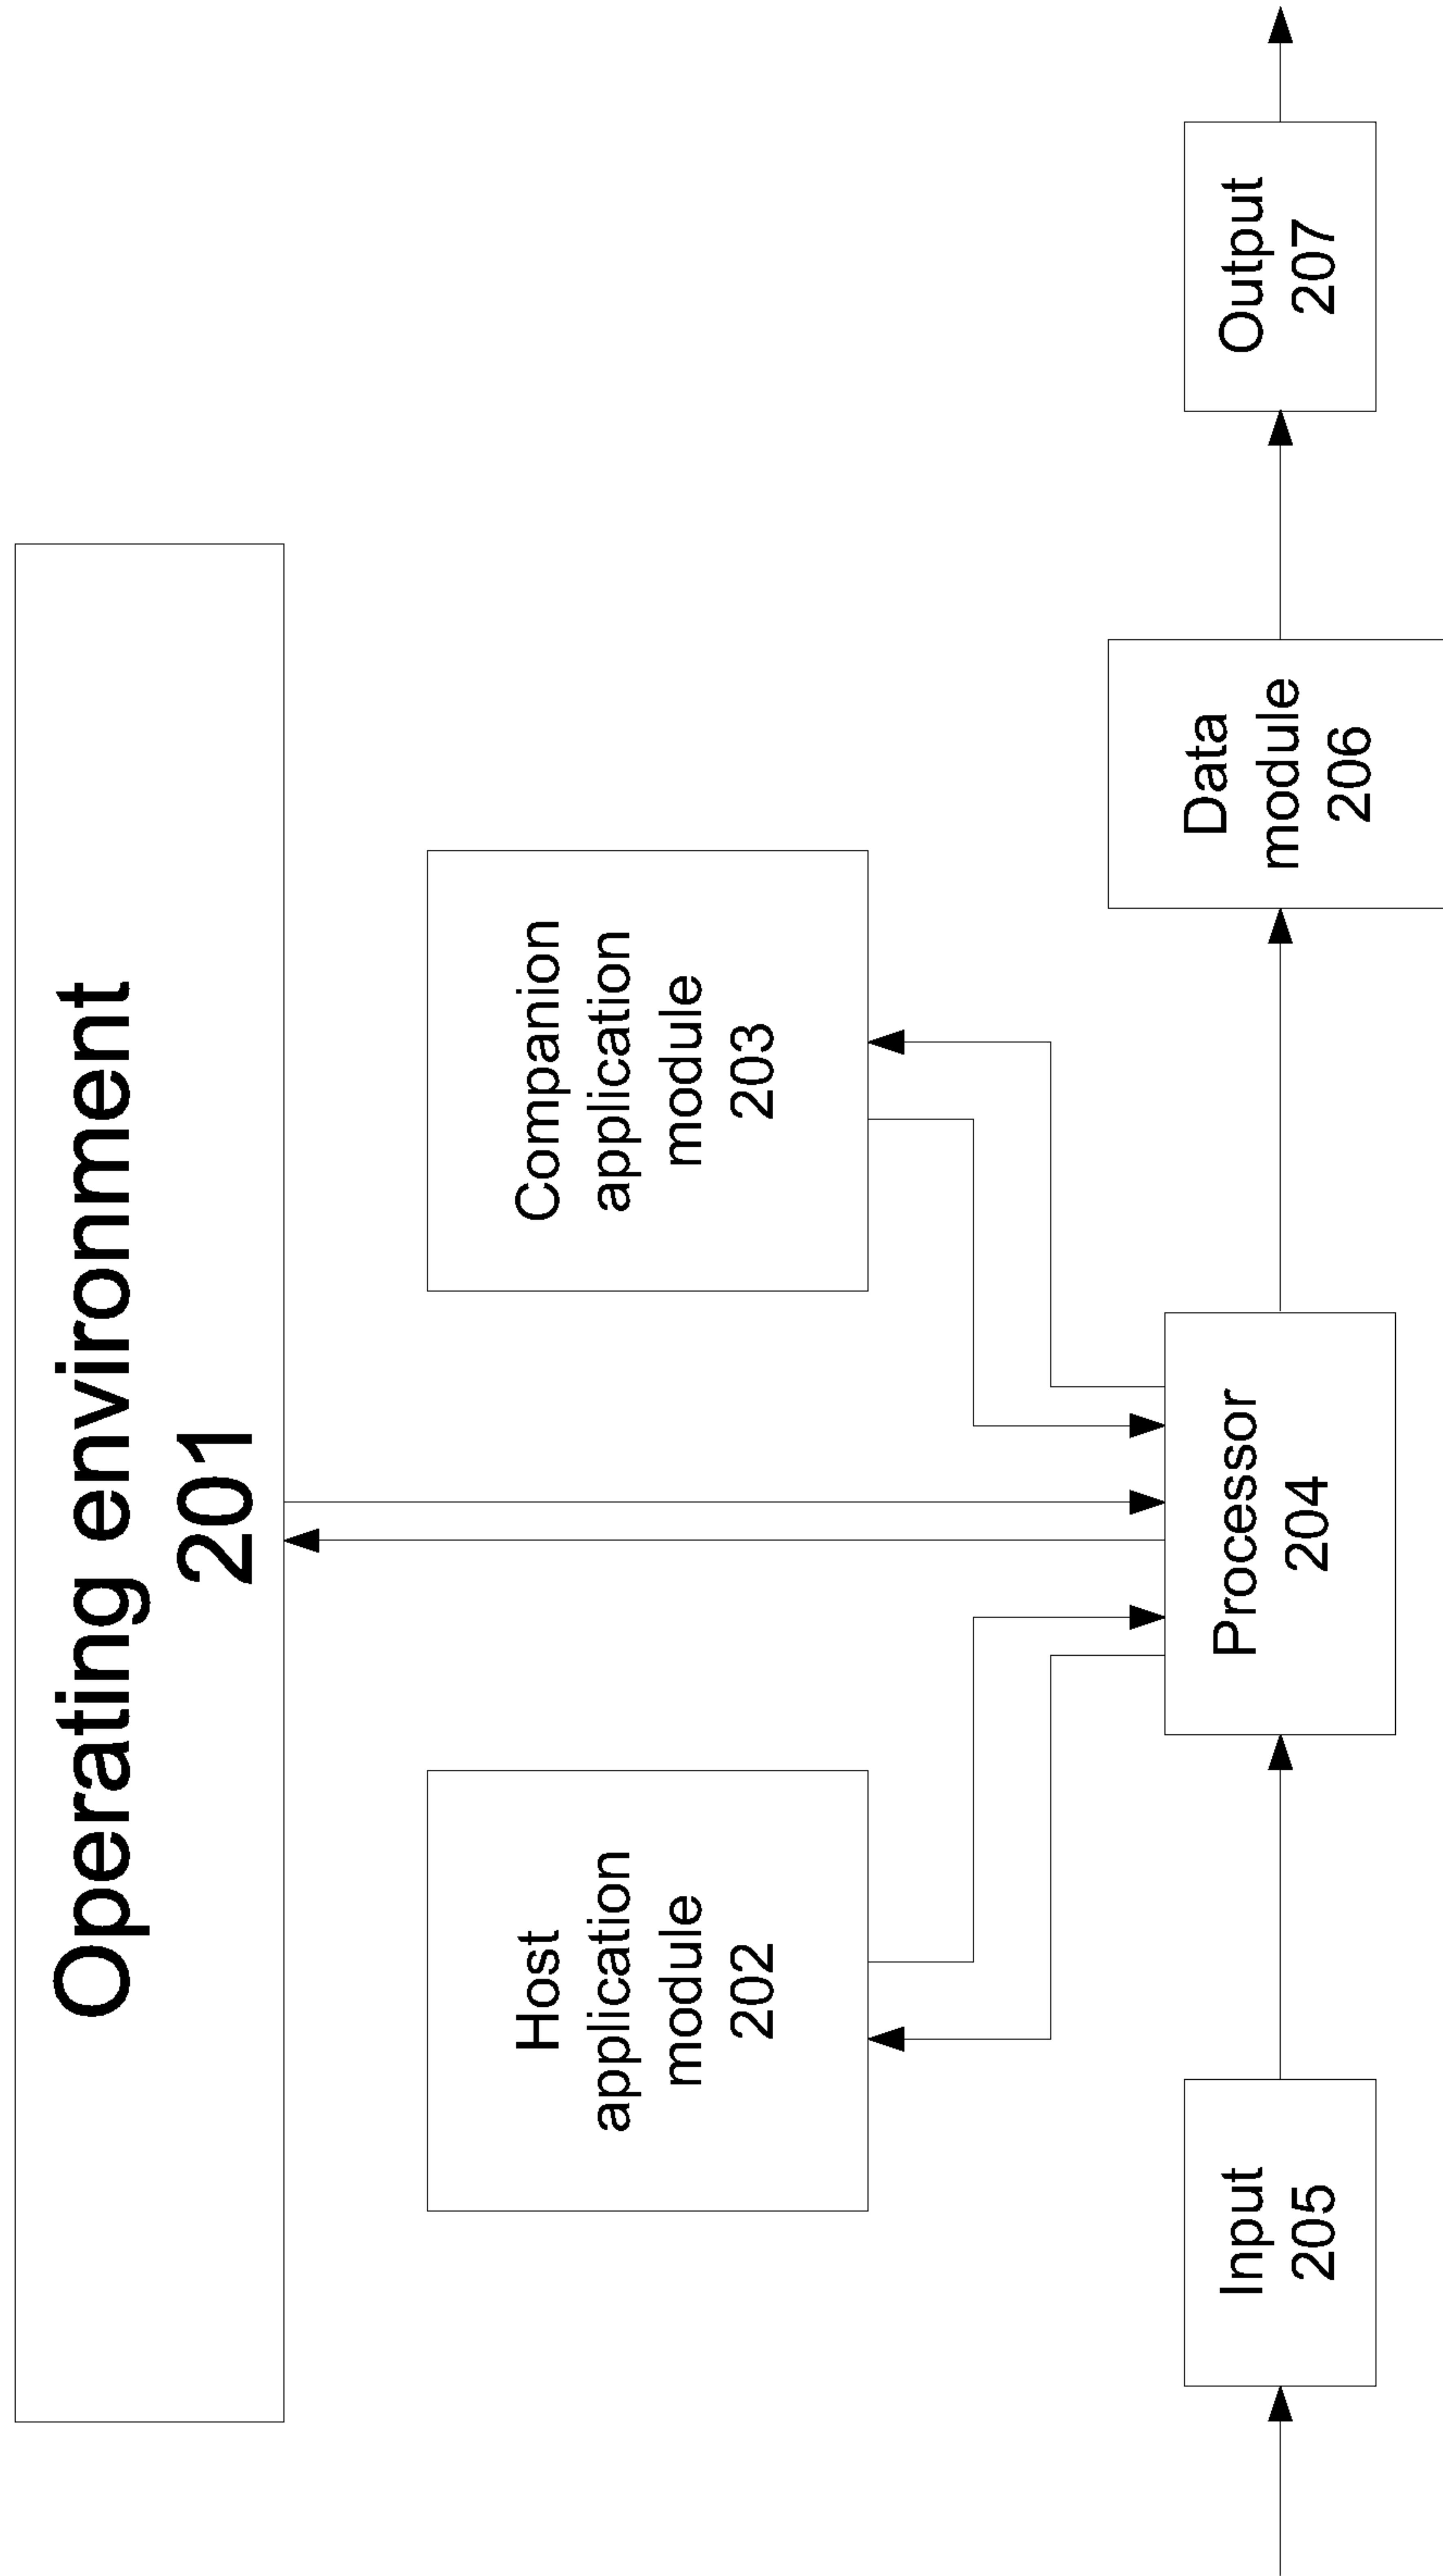 Operating environment
201
Host
application
module
202
Companion
application
module
203
Input
205
Processor
204
Data
module
206
Output
207